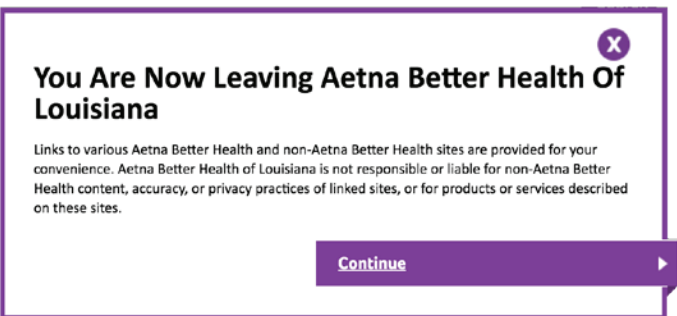 X
You Are Now Leaving Aetna Better Health Of
Louisiana
Links to various Aetna Better Health and non-Aetna Better Health sites are provided for your
convenience. Aetna Better Health of Louisiana is not responsible or liable for non-Aetna Better
Health content, accuracy, or privacy practices of linked sites, or for products or services described
on these sites.
Continue